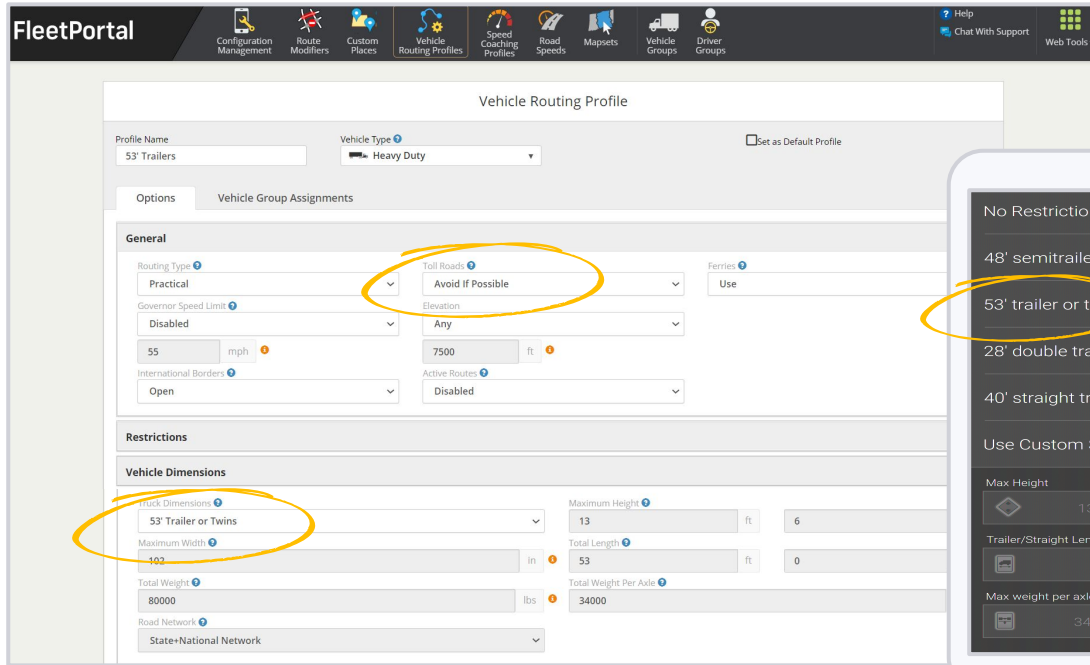 FleetPortal
Configuration Management
Route Modifiers
Custom Places
Vehicle Routing Profiles
Speed Coaching Profiles
Road Speeds
Mapsets
Vehicle Groups
Driver Groups
? Help
Chat With Support
Web Tools
Vehicle Routing Profile
Profile Name
53' Trailers
Vehicle Type ?
Heavy Duty
Set as Default Profile
Options
Vehicle Group Assignments
General
Routing Type ?
Practical
Toll Roads ?
Avoid If Possible
Ferries ?
Use
Governor Speed Limit ?
Disabled
Elevation
Any
55 mph
7500 ft
International Borders ?
Open
Active Routes ?
Disabled
Restrictions
Vehicle Dimensions
Truck Dimensions ?
53' Trailer or Twins
Maximum Height ?
13 ft 6
Maximum Width ?
102 in
Total Length ?
53 ft 0
Total Weight ?
80000 lbs
Total Weight Per Axle ?
34000
Road Network ?
State+National Network
No Restrictio
48' semitraile
53' trailer or t
28' double tra
40' straight tr
Use Custom
Max Height
13
Trailer/Straight Len
Max weight per axle
34